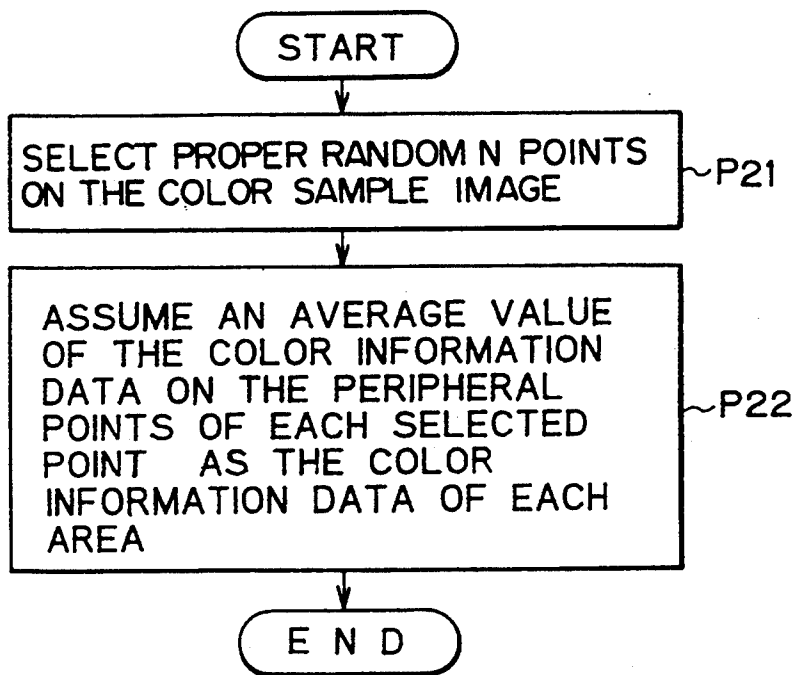 START
SELECT PROPER RANDOM N POINTS
ON THE COLOR SAMPLE IMAGE
~P21
ASSUME AN AVERAGE VALUE
OF THE COLOR INFORMATION
DATA ON THE PERIPHERAL
POINTS OF EACH SELECTED
POINT AS THE COLOR
INFORMATION DATA OF EACH
AREA
~P22
END